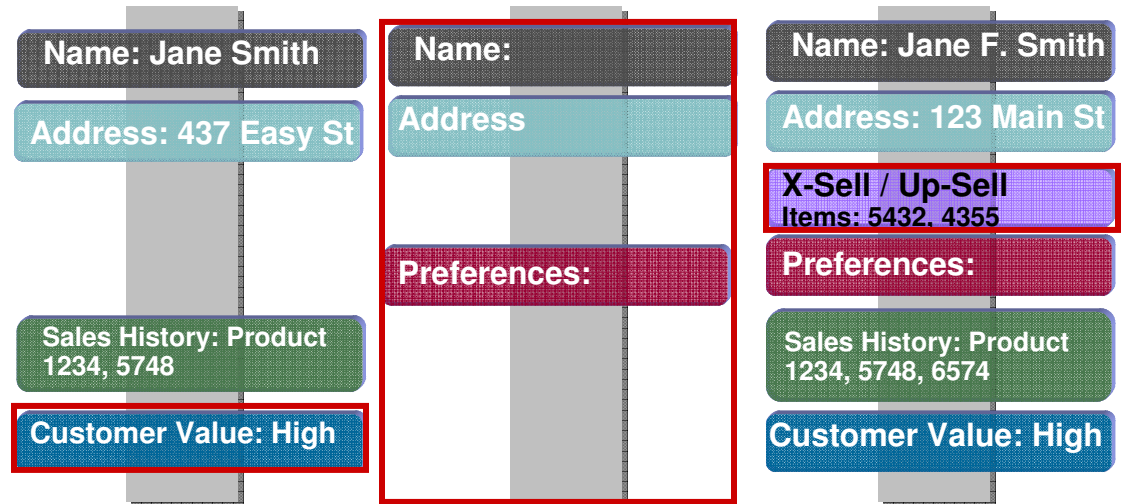 Name: Jane Smith
Address: 437 Easy St
Sales History: Product
1234, 5748
Customer Value: High
Name:
Address
Preferences:
Name: Jane F. Smith
Address: 123 Main St
X-Sell / Up-Sell
Items: 5432, 4355
Preferences:
Sales History: Product
1234, 5748, 6574
Customer Value: High